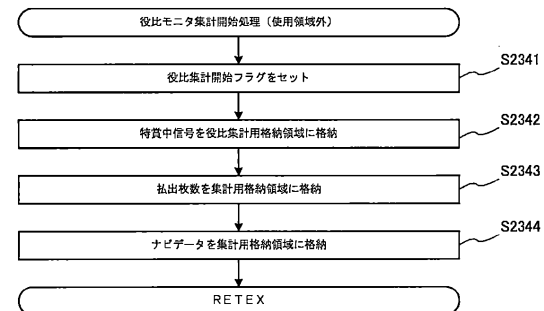 役比モニタ集計開始処理（使用領域外）
役比集計開始フラグをセット
S2341
特賞中信号を役比集計用格納領域に格納
S2342
払出枚数を集計用格納領域に格納
S2343
ナビデータを集計用格納領域に格納
S2344
RETEX